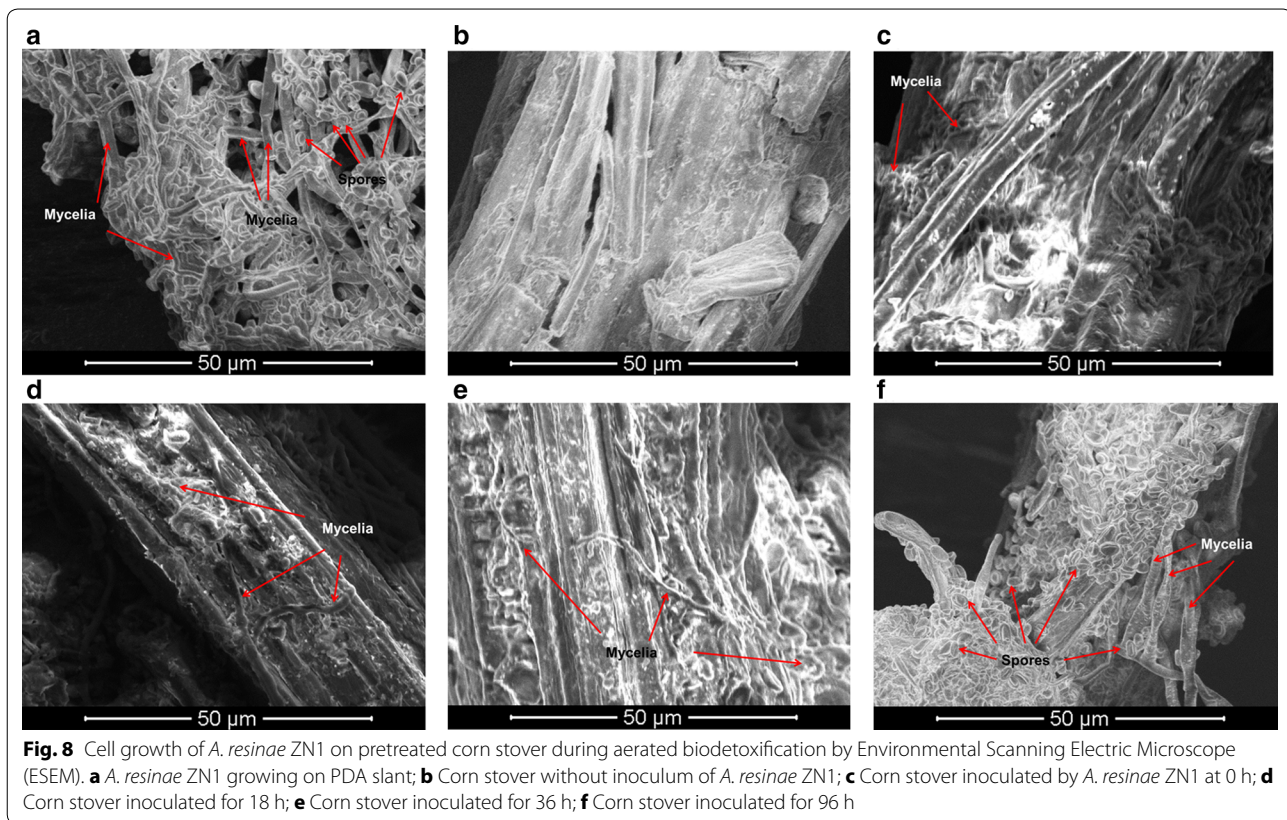 a
b
c
Mycelia
Spores
Mycelia
Mycelia
50 µm
50 µm
50 µm
d
e
f
Mycelia
Mycelia
Mycelia
Spores
50 µm
50 µm
50 µm
Fig. 8 Cell growth of A. resinae ZN1 on pretreated corn stover during aerated biodetoxification by Environmental Scanning Electric Microscope
(ESEM). a A. resinae ZN1 growing on PDA slant; b Corn stover without inoculum of A. resinae ZN1; c Corn stover inoculated by A. resinae ZN1 at 0 h; d
Corn stover inoculated for 18 h; e Corn stover inoculated for 36 h; f Corn stover inoculated for 96 h